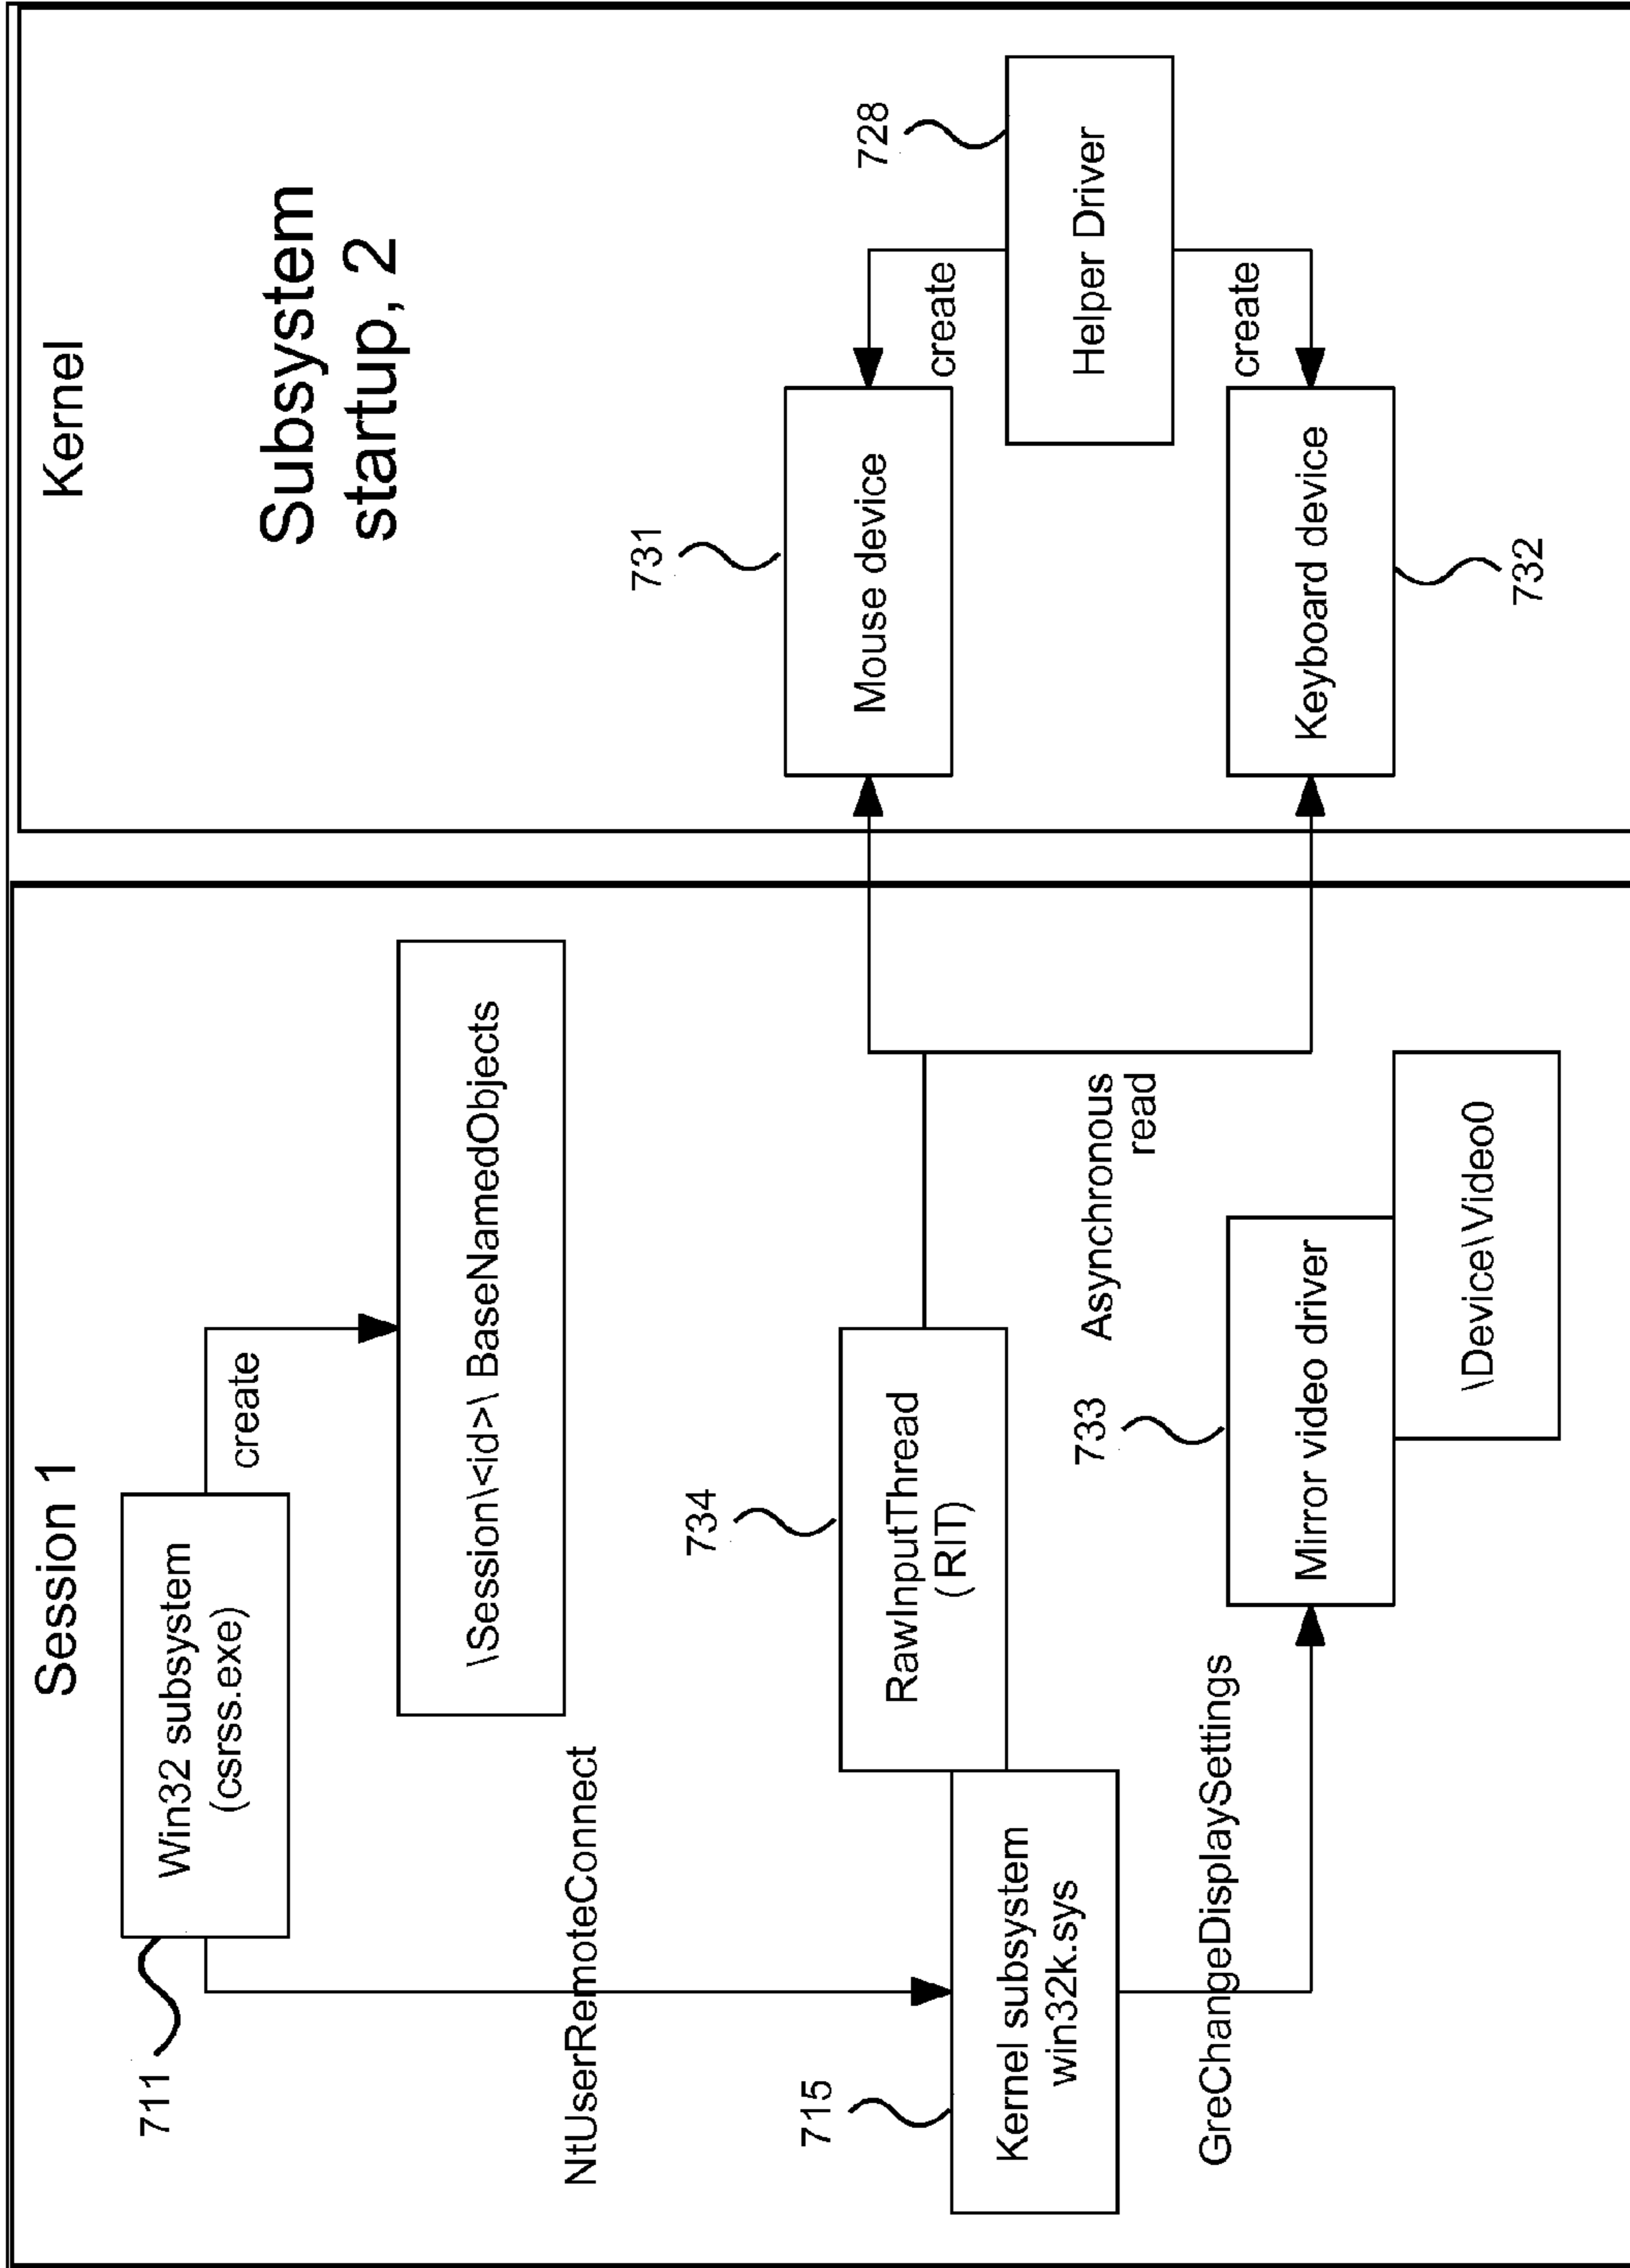 Session 1
Win32 subsystem
(csrss.exe)
711
create
\Session\<id>\ BaseNamedObjects
NtUserRemoteConnect
734
RawInputThread
(RIT)
715
Kernel subsystem
win32k.sys
Asynchronous
read
GreChangeDisplaySettings
733
Mirror video driver
\Device\Video0
Kernel
Subsystem
startup, 2
731
Mouse device
create
728
Helper Driver
create
Keyboard device
732